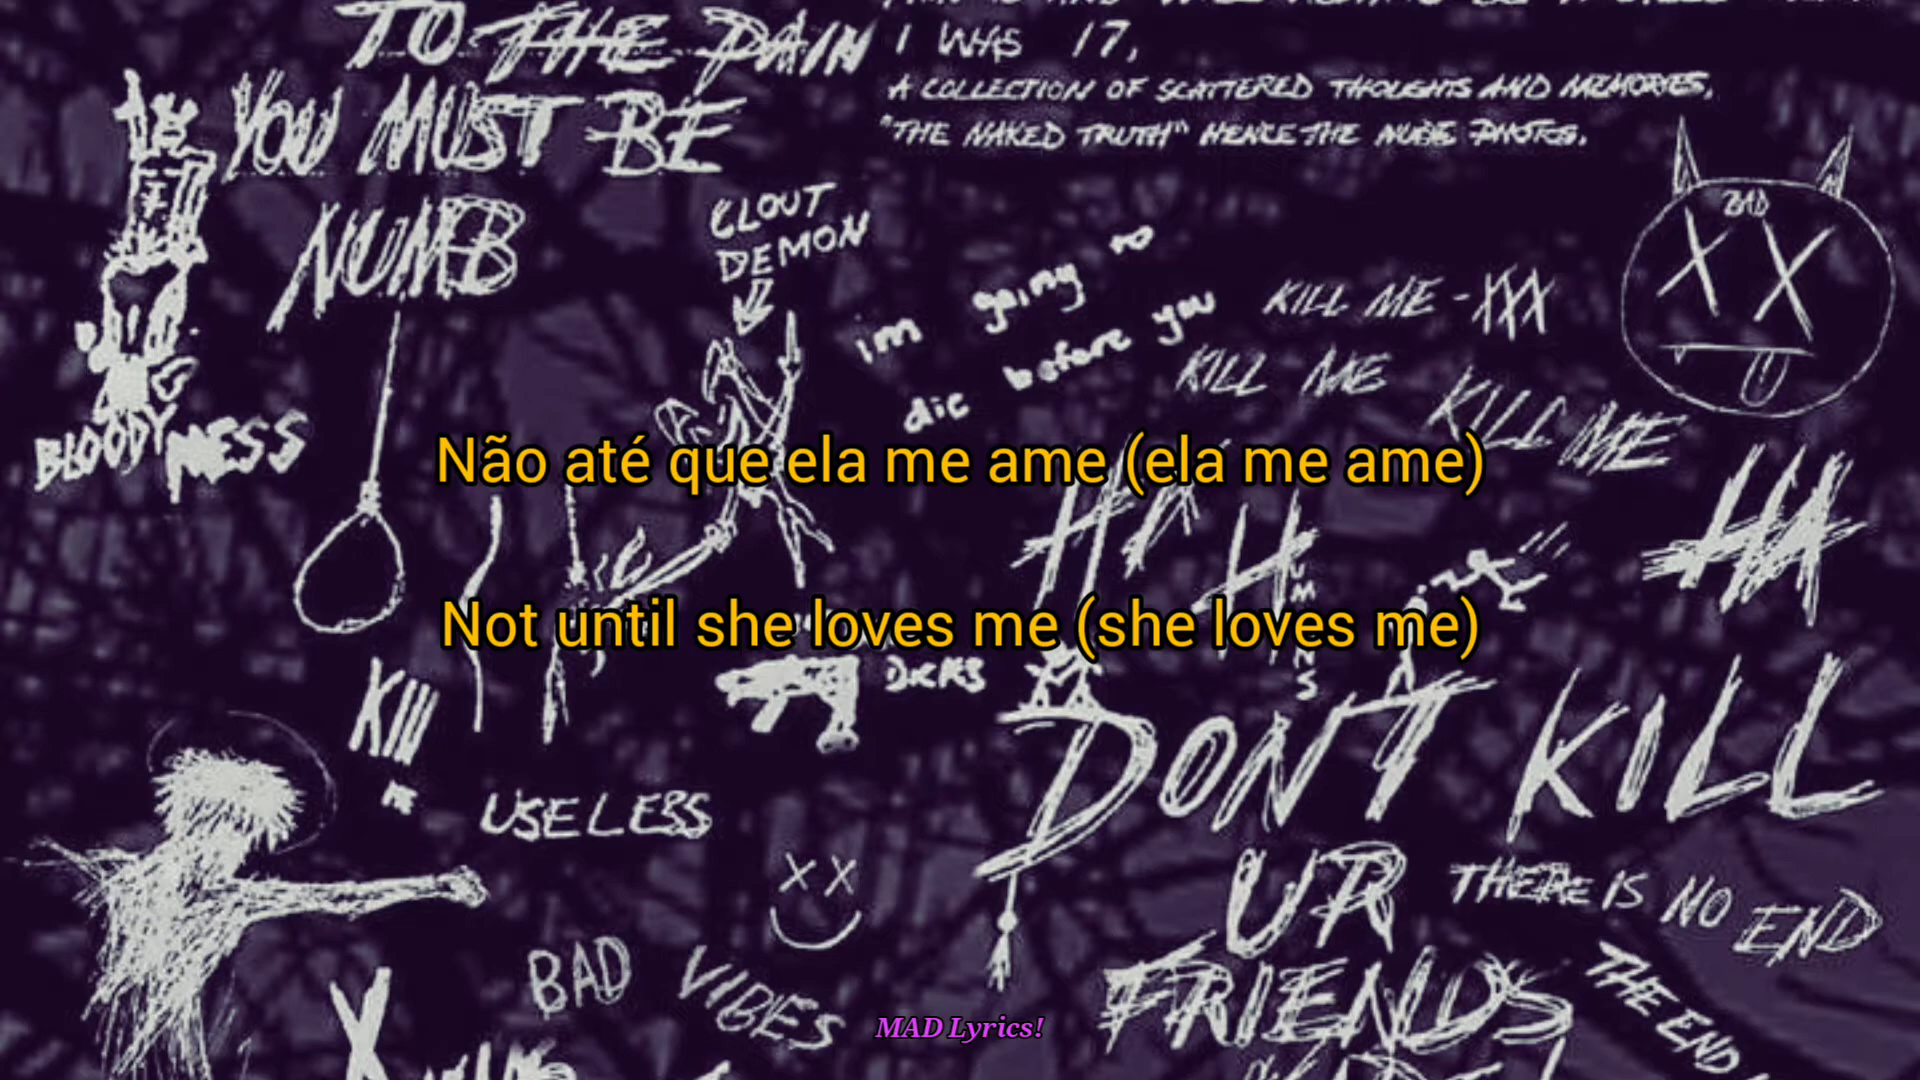 TO THE PAIN
I WAS 17,
YOU MUST BE
A COLLECTION OF SCATTERED THOUGHTS AND MEMORIES,
"THE NAKED TRUTH" HENCE THE NUDE PHOTOS.
NUMB
CLOUT
DEMON
BAD
im going to
die before you
KILL ME -XXX
KILL ME
KILL ME
BLOODY MESS
Não até que ela me ame (ela me ame)
HA
HA
Not until she loves me (she loves me)
KILL
ME
DON'T KILL
USELESS
UR
THERE IS NO END
FRIENDS
THE END
BAD VIBES
MAD Lyrics!